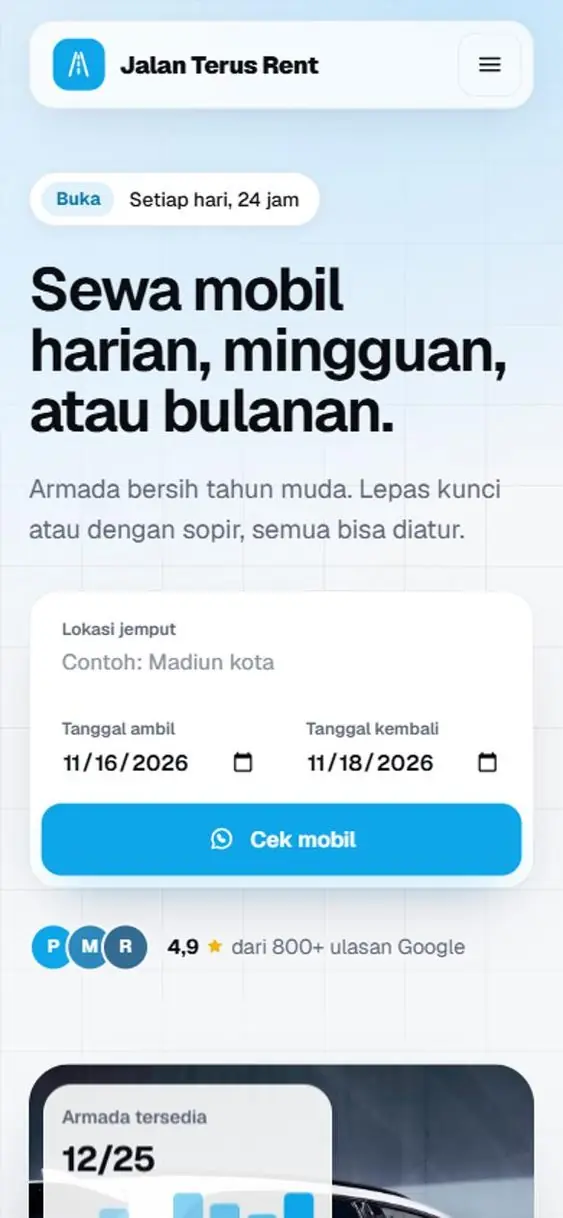 Jalan Terus Rent
Buka Setiap hari, 24 jam
Sewa mobil
harian, mingguan,
atau bulanan.
Armada bersih tahun muda. Lepas kunci
atau dengan sopir, semua bisa diatur.
Lokasi jemput
Contoh: Madiun kota
Tanggal ambil
11/16/2026
Tanggal kembali
11/18/2026
Cek mobil
P M R 4,9 ★ dari 800+ ulasan Google
Armada tersedia
12/25